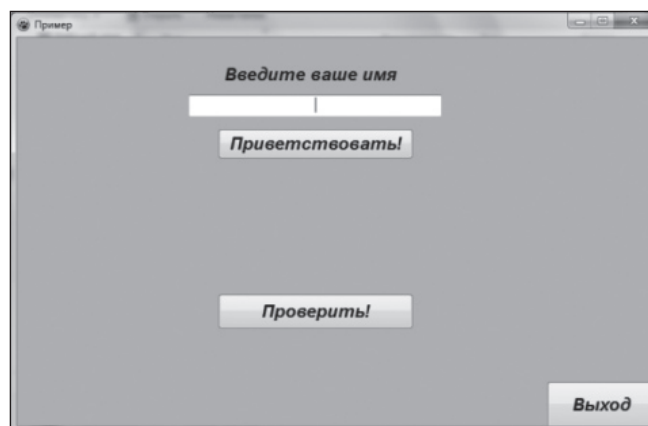 Пример
Введите ваше имя
Приветствовать!
Проверить!
Выход